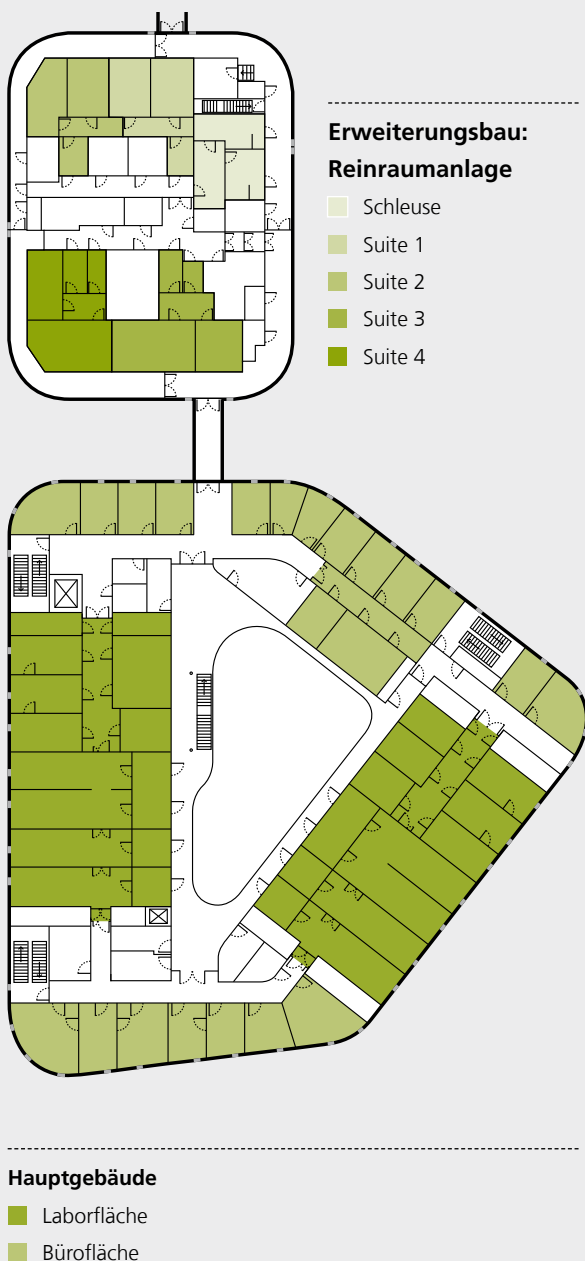 Erweiterungsbau:
Reinraumanlage
Schleuse
Suite 1
Suite 2
Suite 3
Suite 4
Hauptgebäude
Laborfläche
Bürofläche